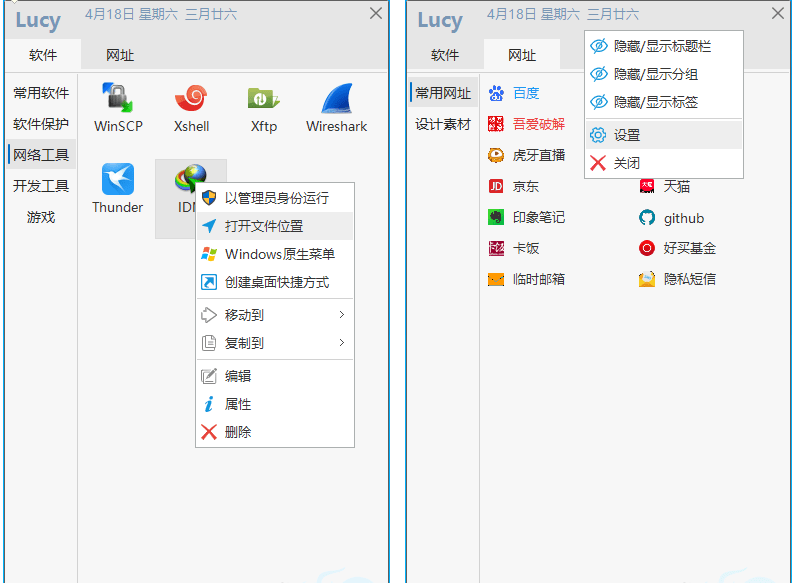 Lucy
4月18日 星期六 三月廿六
软件
网址
常用软件
软件保护
网络工具
开发工具
游戏
WinSCP
Xshell
Xftp
Wireshark
Thunder
以管理员身份运行
打开文件位置
Windows原生菜单
创建桌面快捷方式
移动到
复制到
编辑
属性
删除
Lucy
4月18日 星期六 三月廿六
软件
网址
隐藏/显示标题栏
隐藏/显示分组
隐藏/显示标签
设置
关闭
常用网址
设计素材
百度
吾爱破解
虎牙直播
京东
天猫
印象笔记
github
卡饭
好买基金
临时邮箱
隐私短信